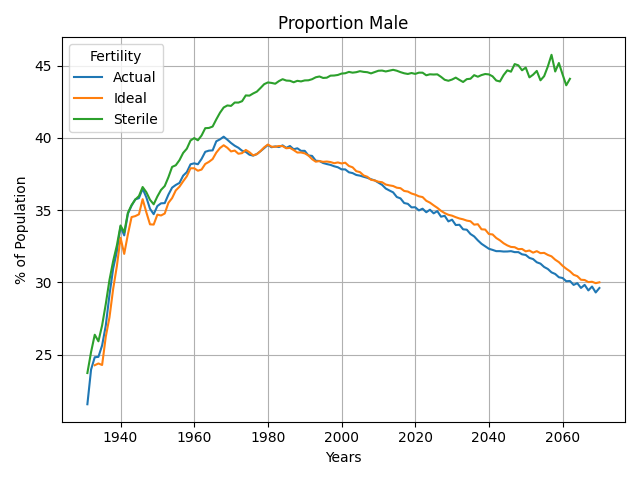 Proportion Male
Fertility
Actual
Ideal
Sterile
% of Population
45
40
35
30
25
1940 1960 1980 2000 2020 2040 2060
Years